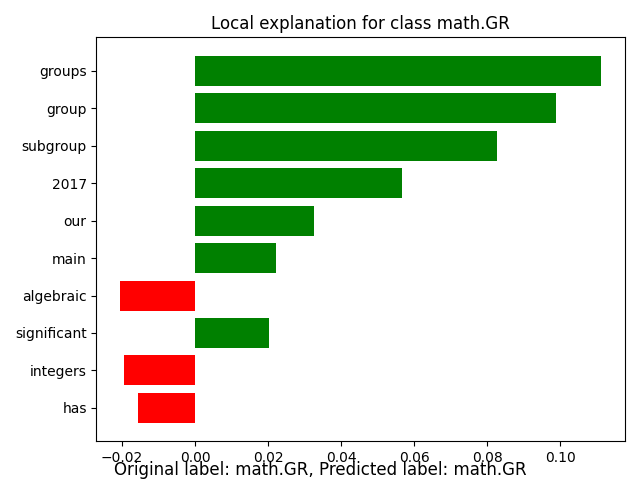 Local explanation for class math.GR
groups
group
subgroup
2017
our
main
algebraic
significant
integers
has
−0.02 0.00 0.02 0.04 0.06 0.08 0.10
Original label: math.GR, Predicted label: math.GR